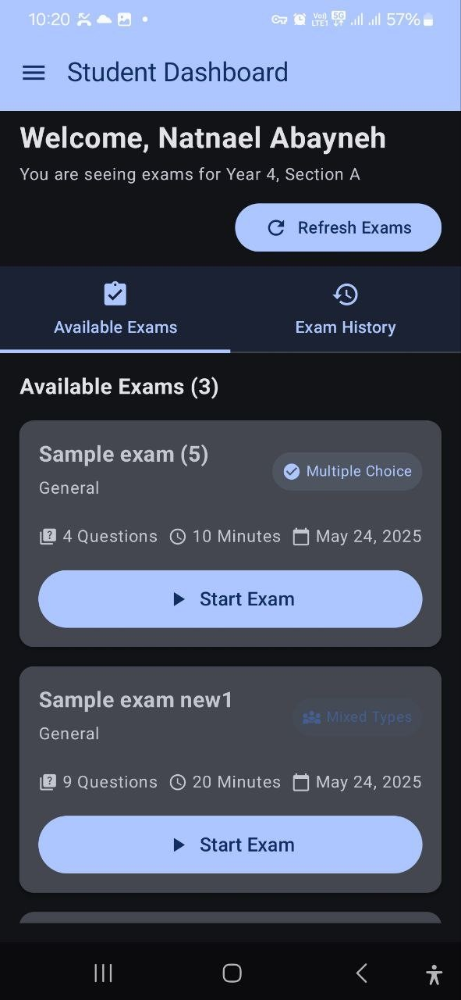 10:20
Vo)) LTE1 5G 57%
Student Dashboard
Welcome, Natnael Abayneh
You are seeing exams for Year 4, Section A
Refresh Exams
Available Exams Exam History
Available Exams (3)
Sample exam (5)
Multiple Choice
General
4 Questions 10 Minutes May 24, 2025
Start Exam
Sample exam new1
Mixed Types
General
9 Questions 20 Minutes May 24, 2025
Start Exam